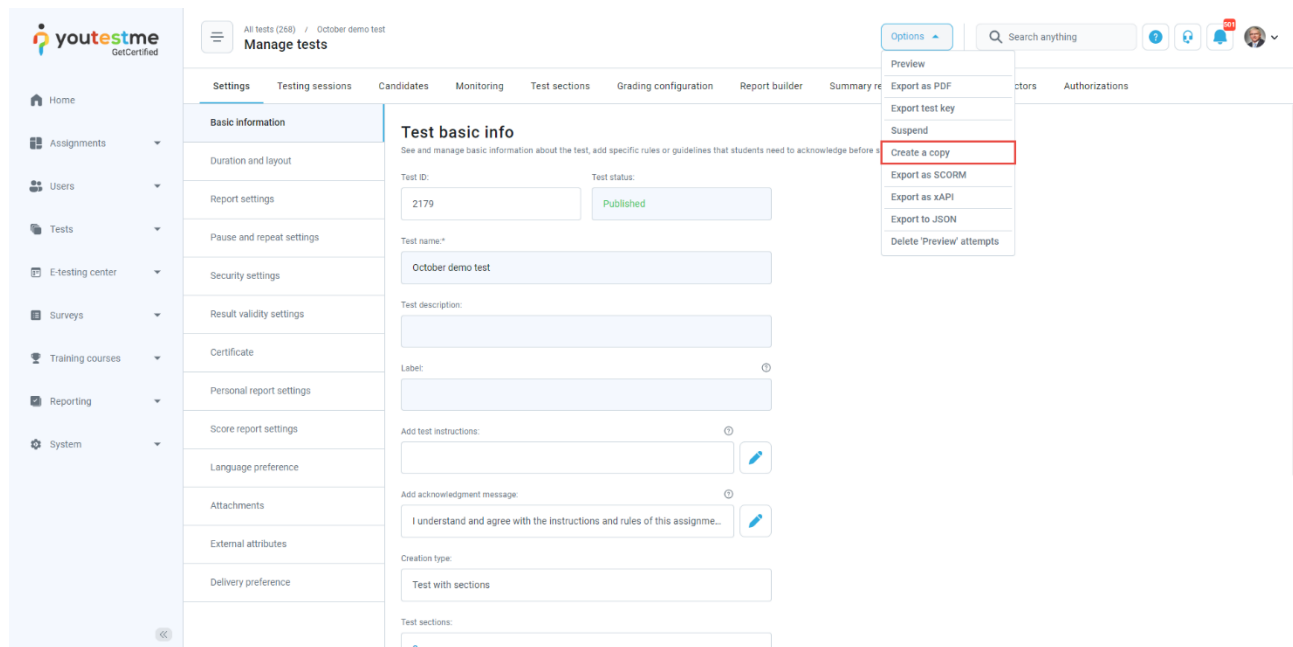 youtestme
GetCertified
Home
Assignments
Users
Tests
E-testing center
Surveys
Training courses
Reporting
System
All tests (268) / October demo test
Manage tests
Options
Search anything
501
Settings
Testing sessions
Candidates
Monitoring
Test sections
Grading configuration
Report builder
Summary re
ctors
Authorizations
Preview
Export as PDF
Export test key
Suspend
Create a copy
Export as SCORM
Export as xAPI
Export to JSON
Delete 'Preview' attempts
Basic information
Duration and layout
Report settings
Pause and repeat settings
Security settings
Result validity settings
Certificate
Personal report settings
Score report settings
Language preference
Attachments
External attributes
Delivery preference
Test basic info
See and manage basic information about the test, add specific rules or guidelines that students need to acknowledge before s
Test ID:
Test status:
2179
Published
Test name:*
October demo test
Test description:
Label:
Add test instructions:
Add acknowledgment message:
I understand and agree with the instructions and rules of this assignme...
Creation type:
Test with sections
Test sections: